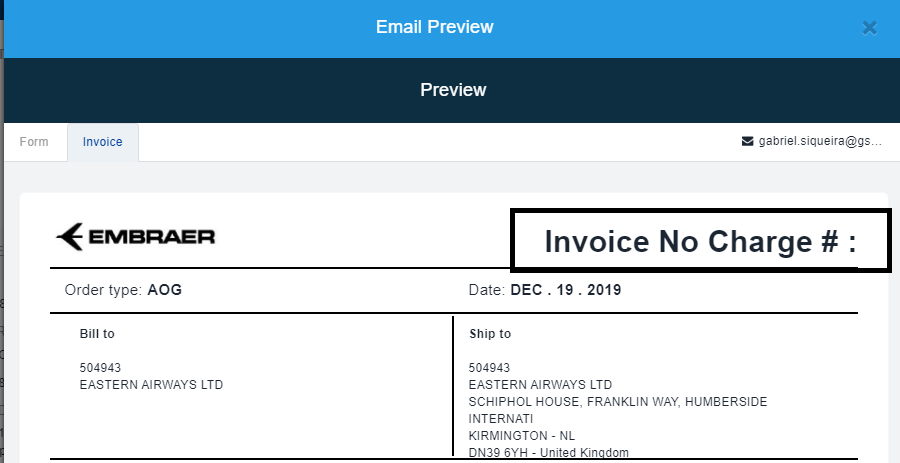 Email Preview
Preview
Form
Invoice
gabriel.siqueira@gs...
EMBRAER
Invoice No Charge # :
Order type: AOG
Date: DEC . 19 . 2019
Bill to
504943
EASTERN AIRWAYS LTD
Ship to
504943
EASTERN AIRWAYS LTD
SCHIPHOL HOUSE, FRANKLIN WAY, HUMBERSIDE
INTERNATI
KIRMINGTON - NL
DN39 6YH - United Kingdom